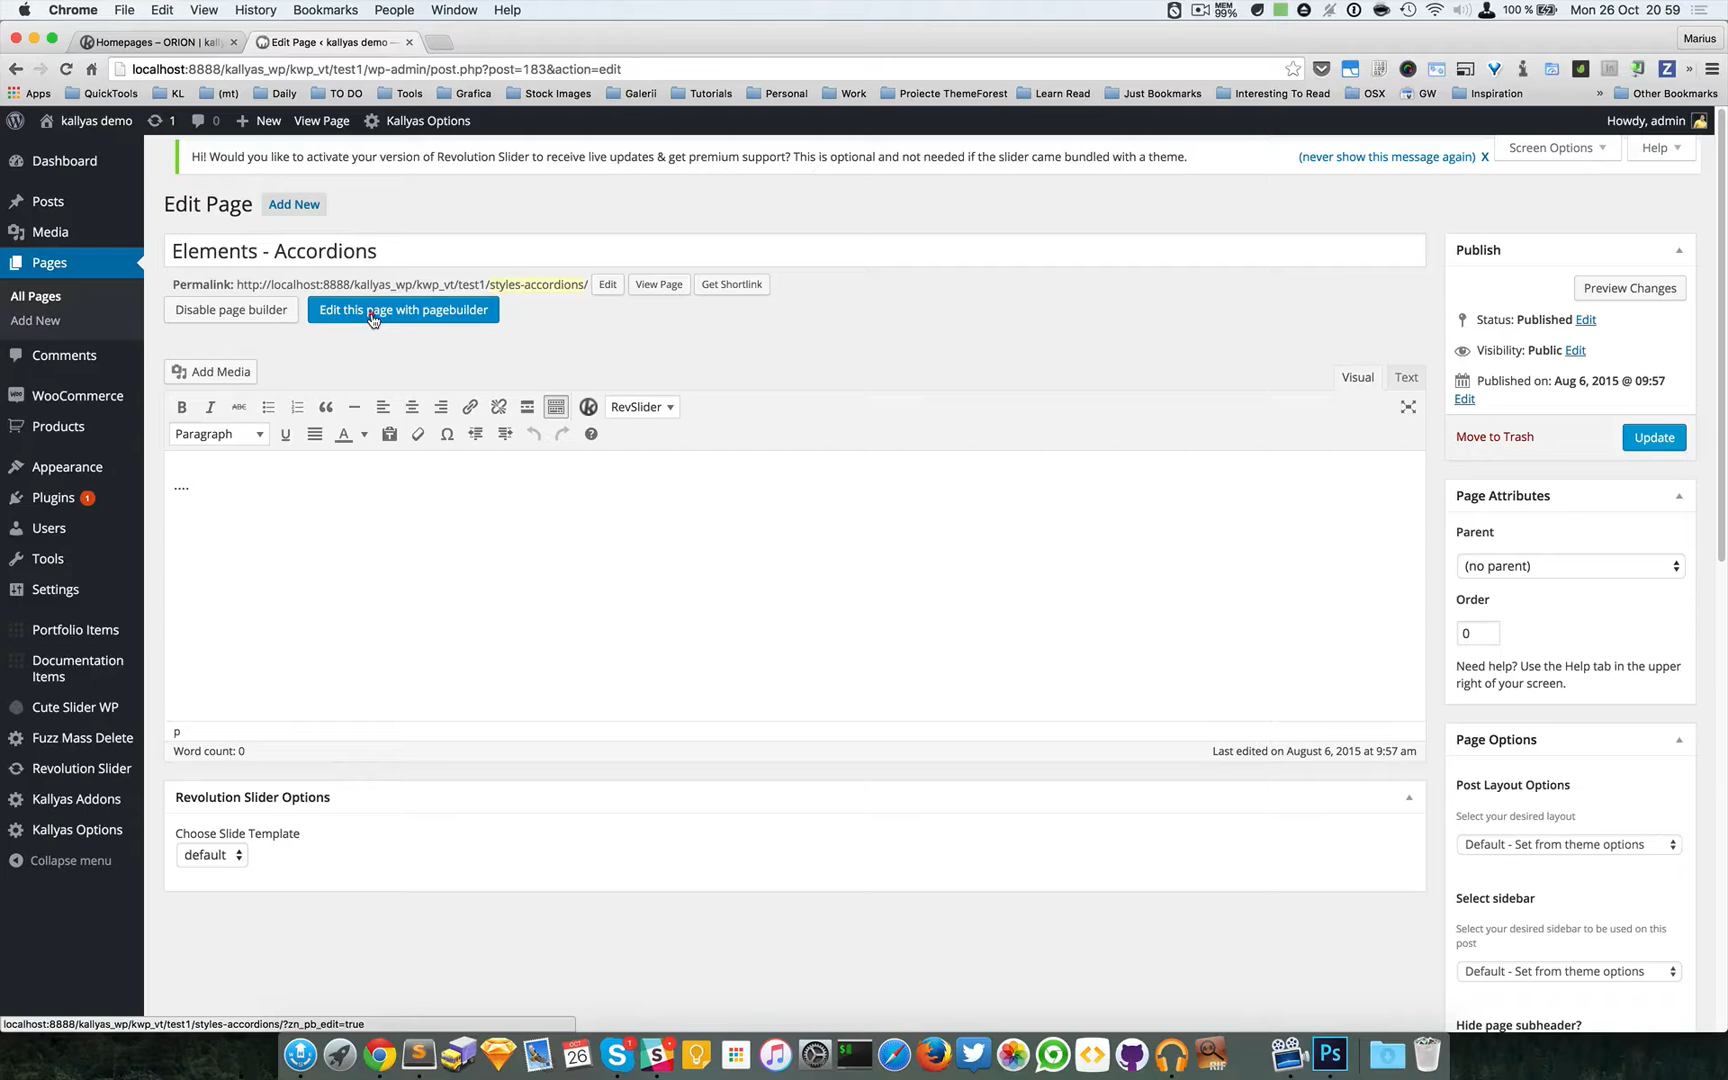 Chrome File Edit View History Bookmarks People Window Help
MEM 99% 100 % Mon 26 Oct 20:59
Homepages – ORION | kall Edit Page ‹ kallyas demo — Marius
localhost:8888/kallyas_wp/kwp_vt/test1/wp-admin/post.php?post=183&action=edit
Apps QuickTools KL (mt) Daily TO DO Tools Grafica Stock Images Galerii Tutorials Personal Work Proiecte ThemeForest Learn Read Just Bookmarks Interesting To Read OSX GW Inspiration » Other Bookmarks
kallyas demo 1 0 New View Page Kallyas Options Howdy, admin
Hi! Would you like to activate your version of Revolution Slider to receive live updates & get premium support? This is optional and not needed if the slider came bundled with a theme. (never show this message again) X
Screen Options Help
Dashboard
Posts
Media
Pages
All Pages
Add New
Comments
WooCommerce
Products
Appearance
Plugins 1
Users
Tools
Settings
Portfolio Items
Documentation
Items
Cute Slider WP
Fuzz Mass Delete
Revolution Slider
Kallyas Addons
Kallyas Options
Collapse menu
Edit Page Add New
Elements - Accordions
Permalink: http://localhost:8888/kallyas_wp/kwp_vt/test1/styles-accordions/ Edit View Page Get Shortlink
Disable page builder Edit this page with pagebuilder
Add Media Visual Text
B I ABC RevSlider
Paragraph U A Ω
....
p
Word count: 0 Last edited on August 6, 2015 at 9:57 am
Revolution Slider Options
Choose Slide Template
default
Publish
Preview Changes
Status: Published Edit
Visibility: Public Edit
Published on: Aug 6, 2015 @ 09:57
Edit
Move to Trash Update
Page Attributes
Parent
(no parent)
Order
0
Need help? Use the Help tab in the upper
right of your screen.
Page Options
Post Layout Options
Select your desired layout
Default - Set from theme options
Select sidebar
Select your desired sidebar to be used on this
post
Default - Set from theme options
Hide page subheader?
localhost:8888/kallyas_wp/kwp_vt/test1/styles-accordions/?zn_pb_edit=true
OCT 26 1 Ps GIF